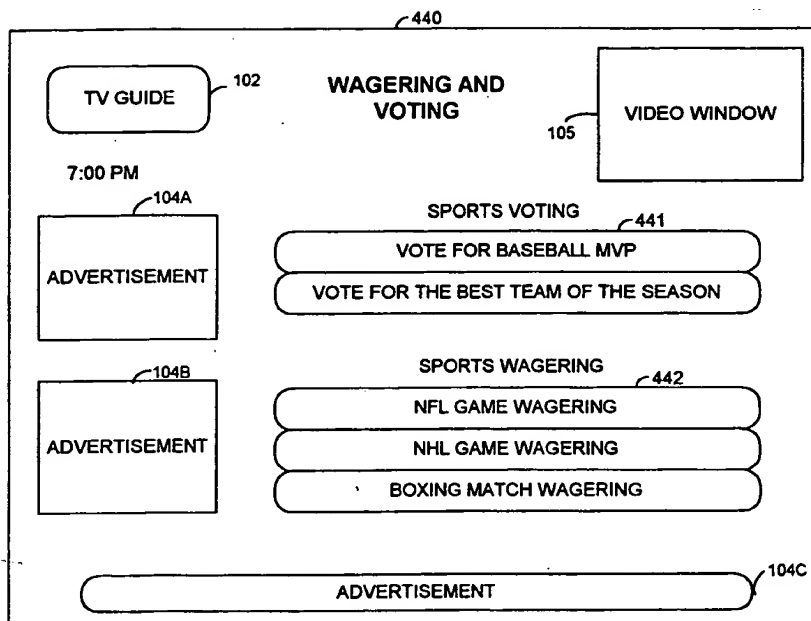 440
TV GUIDE
102
WAGERING AND
VOTING
105
VIDEO WINDOW
7:00 PM
104A
ADVERTISEMENT
SPORTS VOTING
441
VOTE FOR BASEBALL MVP
VOTE FOR THE BEST TEAM OF THE SEASON
104B
ADVERTISEMENT
SPORTS WAGERING
442
NFL GAME WAGERING
NHL GAME WAGERING
BOXING MATCH WAGERING
ADVERTISEMENT
104C